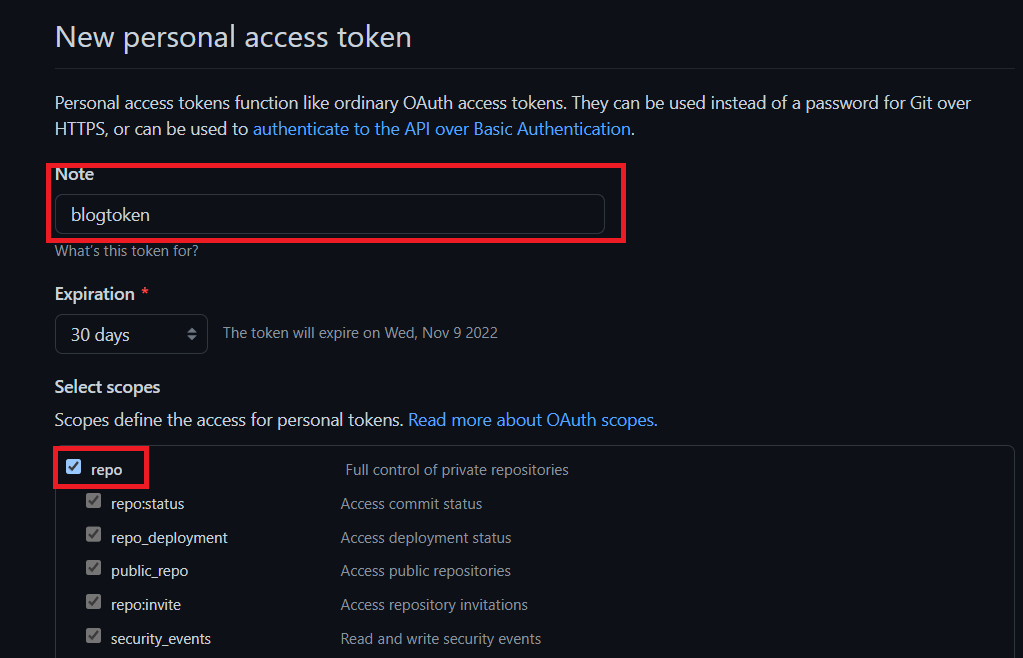 New personal access token
Personal access tokens function like ordinary OAuth access tokens. They can be used instead of a password for Git over
HTTPS, or can be used to authenticate to the API over Basic Authentication.
Note
blogtoken
What's this token for?
Expiration *
30 days The token will expire on Wed, Nov 9 2022
Select scopes
Scopes define the access for personal tokens. Read more about OAuth scopes.
repo Full control of private repositories
repo:status Access commit status
repo_deployment Access deployment status
public_repo Access public repositories
repo:invite Access repository invitations
security_events Read and write security events